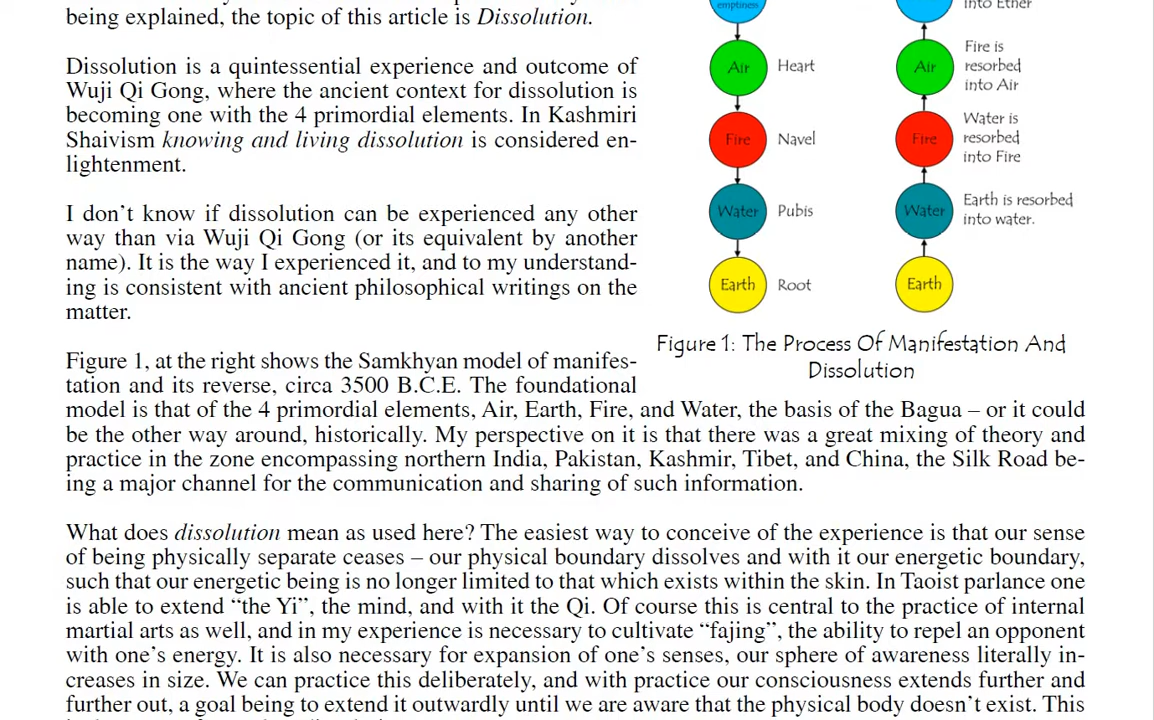 being explained, the topic of this article is Dissolution.
Dissolution is a quintessential experience and outcome of
Wuji Qi Gong, where the ancient context for dissolution is
becoming one with the 4 primordial elements. In Kashmiri
Shaivism knowing and living dissolution is considered en-
lightenment.
I don't know if dissolution can be experienced any other
way than via Wuji Qi Gong (or its equivalent by another
name). It is the way I experienced it, and to my understand-
ing is consistent with ancient philosophical writings on the
matter.
Figure 1, at the right shows the Samkhyan model of manifes-
tation and its reverse, circa 3500 B.C.E. The foundational
model is that of the 4 primordial elements, Air, Earth, Fire, and Water, the basis of the Bagua – or it could
be the other way around, historically. My perspective on it is that there was a great mixing of theory and
practice in the zone encompassing northern India, Pakistan, Kashmir, Tibet, and China, the Silk Road be-
ing a major channel for the communication and sharing of such information.
What does dissolution mean as used here? The easiest way to conceive of the experience is that our sense
of being physically separate ceases – our physical boundary dissolves and with it our energetic boundary,
such that our energetic being is no longer limited to that which exists within the skin. In Taoist parlance one
is able to extend “the Yi”, the mind, and with it the Qi. Of course this is central to the practice of internal
martial arts as well, and in my experience is necessary to cultivate “fajing”, the ability to repel an opponent
with one's energy. It is also necessary for expansion of one's senses, our sphere of awareness literally in-
creases in size. We can practice this deliberately, and with practice our consciousness extends further and
further out, a goal being to extend it outwardly until we are aware that the physical body doesn't exist. This
emptiness
Air
Heart
Fire
Navel
Water
Pubis
Earth
Root
into Ether
Air
Fire is
resorbed
into Air
Fire
Water is
resorbed
into Fire
Water
Earth is resorbed
into water.
Earth
Figure 1: The Process Of Manifestation And
Dissolution